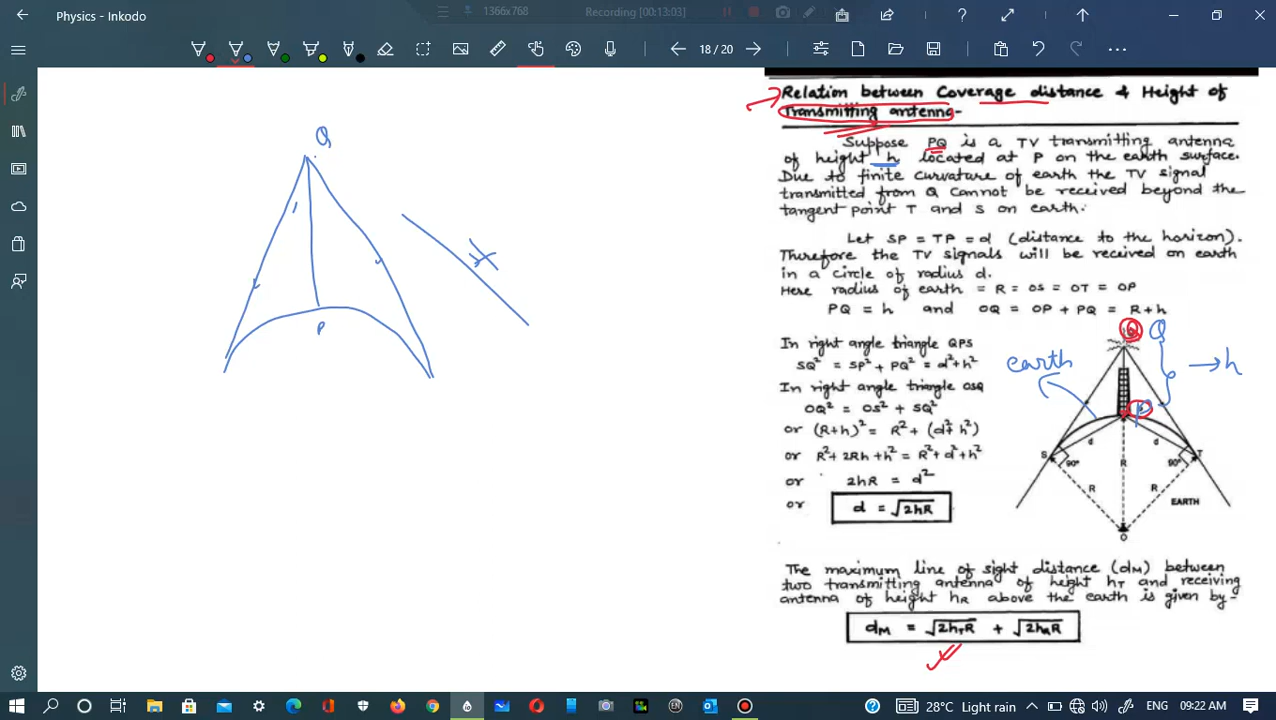 Physics - Inkodo
1366x768
Recording [00:13:03]
18 / 20
Q
P
Relation between Coverage distance & Height of
Transmitting antenna-
Suppose PQ is a TV transmitting antenna
of height h located at P on the earth surface.
Due to finite curvature of earth the TV signal
transmitted from Q cannot be received beyond the
tangent point T and S on earth.
Let SP = TP = d (distance to the horizon).
Therefore the TV signals will be received on earth
in a circle of radius d.
Here radius of earth = R = OS = OT = OP
PQ = h and OQ = OP + PQ = R+h
In right angle triangle QPS
SQ² = SP² + PQ² = d²+h²
In right angle triangle OSQ
OQ² = OS² + SQ²
or (R+h)² = R² + (d²+h²)
or R²+ 2Rh + h² = R²+d²+h²
or 2hR = d²
or d = √2hR
Q
earth
→ h
P
d
d
S
T
90°
90°
R
R
R
EARTH
O
The maximum line of sight distance (dM) between
two transmitting antenna of height hT and receiving
antenna of height hR above the earth is given by-
dM = √2hTR + √2hRR
28°C Light rain
ENG
09:22 AM